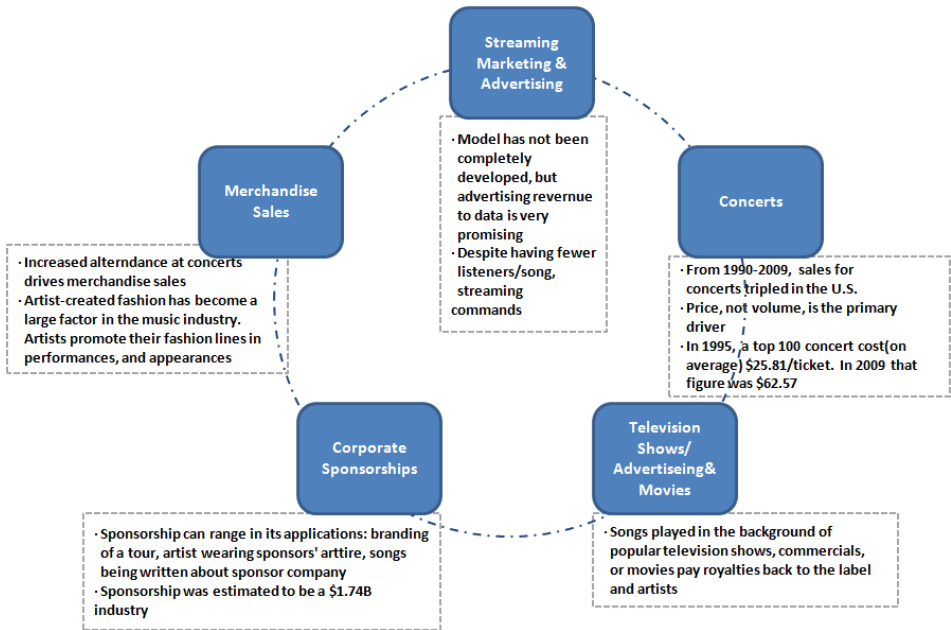 Streaming
Marketing &
Advertising
· Model has not been
completely
developed, but
advertising revernue
to data is very
promising
· Despite having fewer
listeners/song,
streaming
commands
Concerts
· From 1990-2009, sales for
concerts tripled in the U.S.
· Price, not volume, is the primary
driver
· In 1995, a top 100 concert cost(on
average) $25.81/ticket. In 2009 that
figure was $62.57
Television
Shows/
Advertiseing&
Movies
· Songs played in the background of
popular television shows, commercials,
or movies pay royalties back to the label
and artists
Corporate
Sponsorships
· Sponsorship can range in its applications: branding
of a tour, artist wearing sponsors' arttire, songs
being written about sponsor company
· Sponsorship was estimated to be a $1.74B
industry
Merchandise
Sales
· Increased alterndance at concerts
drives merchandise sales
· Artist-created fashion has become a
large factor in the music industry.
Artists promote their fashion lines in
performances, and appearances